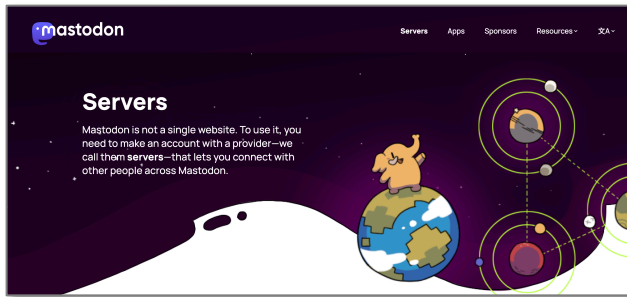 mastodon
Servers Apps Sponsors Resources 文A
Servers
Mastodon is not a single website. To use it, you
need to make an account with a provider—we
call them servers—that lets you connect with
other people across Mastodon.